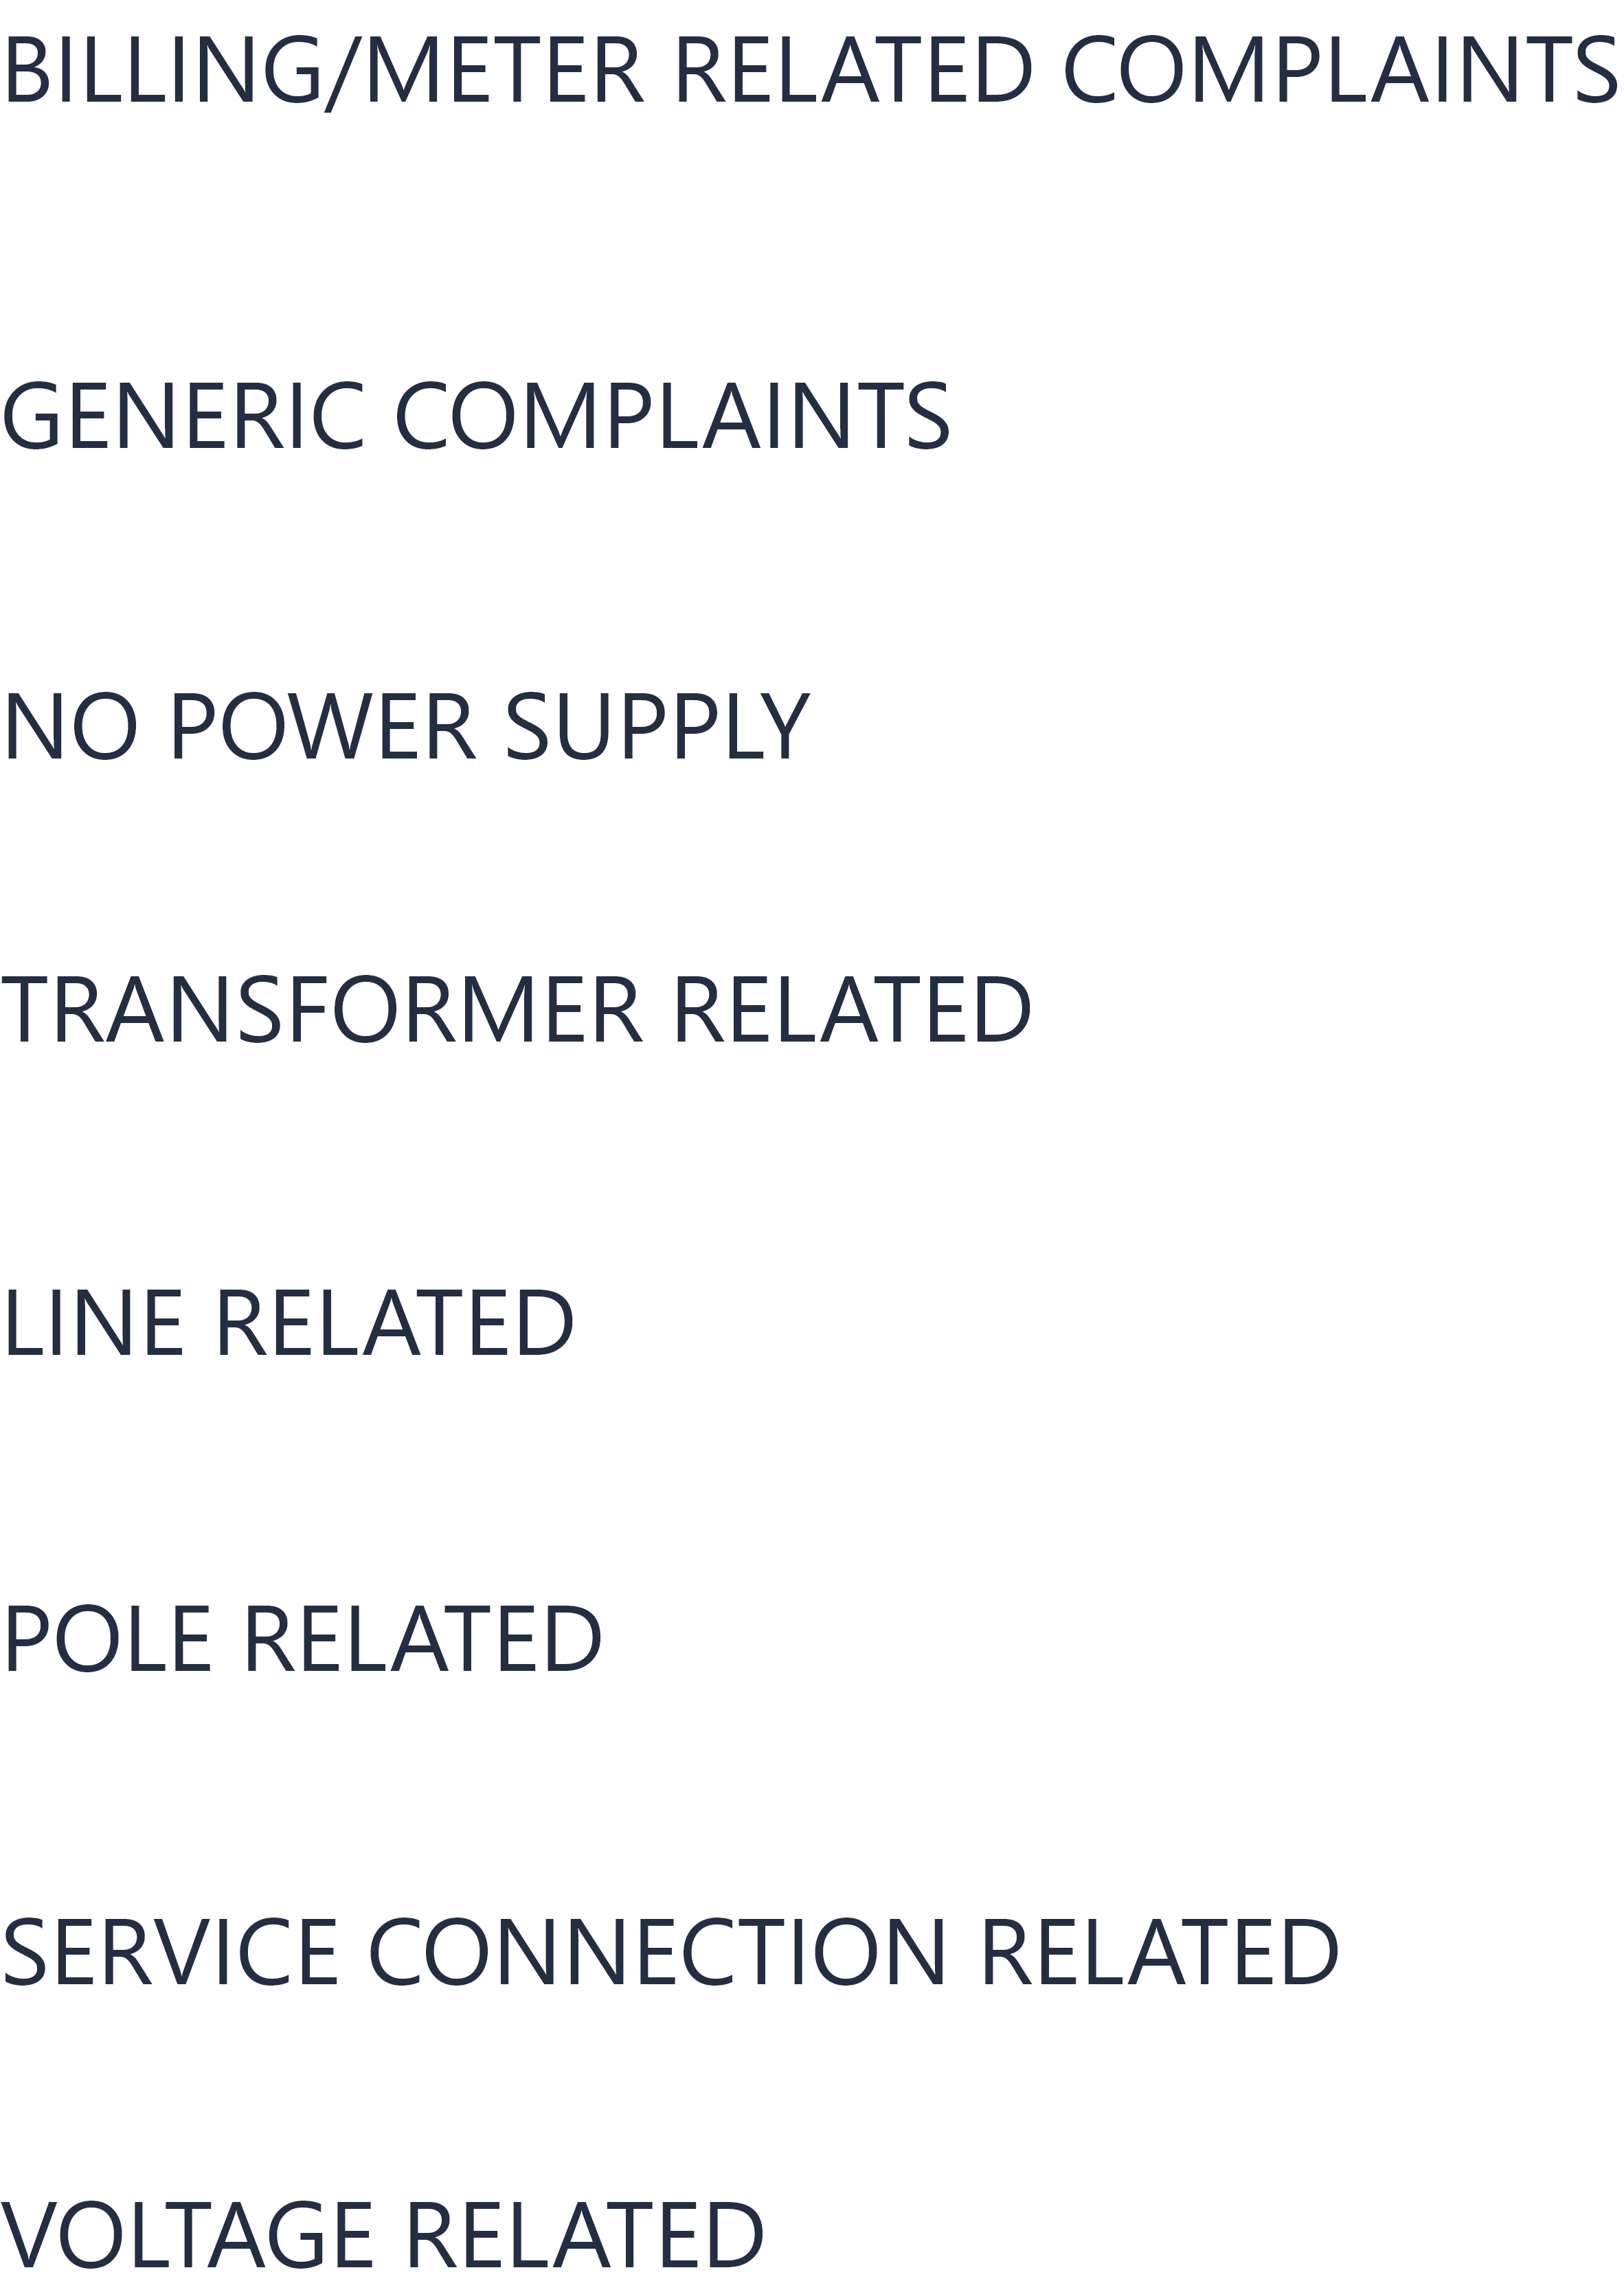 BILLING/METER RELATED COMPLAINTS
GENERIC COMPLAINTS
NO POWER SUPPLY
TRANSFORMER RELATED
LINE RELATED
POLE RELATED
SERVICE CONNECTION RELATED
VOLTAGE RELATED